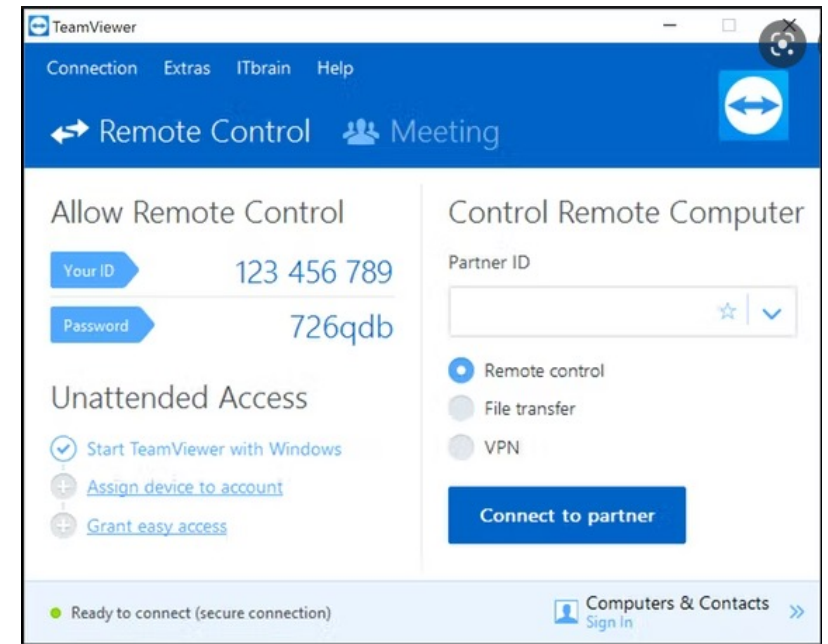 TeamViewer
Connection Extras ITbrain Help
Remote Control Meeting
Allow Remote Control
Your ID 123 456 789
Password 726qdb
Unattended Access
Start TeamViewer with Windows
Assign device to account
Grant easy access
Control Remote Computer
Partner ID
Remote control
File transfer
VPN
Connect to partner
Ready to connect (secure connection)
Computers & Contacts
Sign In